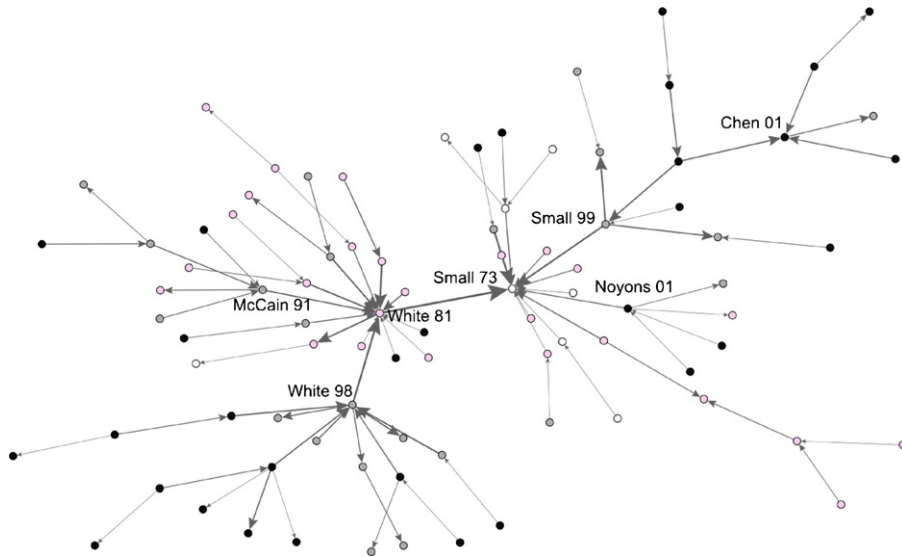 Chen 01
Small 99
Small 73
Noyons 01
McCain 91
White 81
White 98